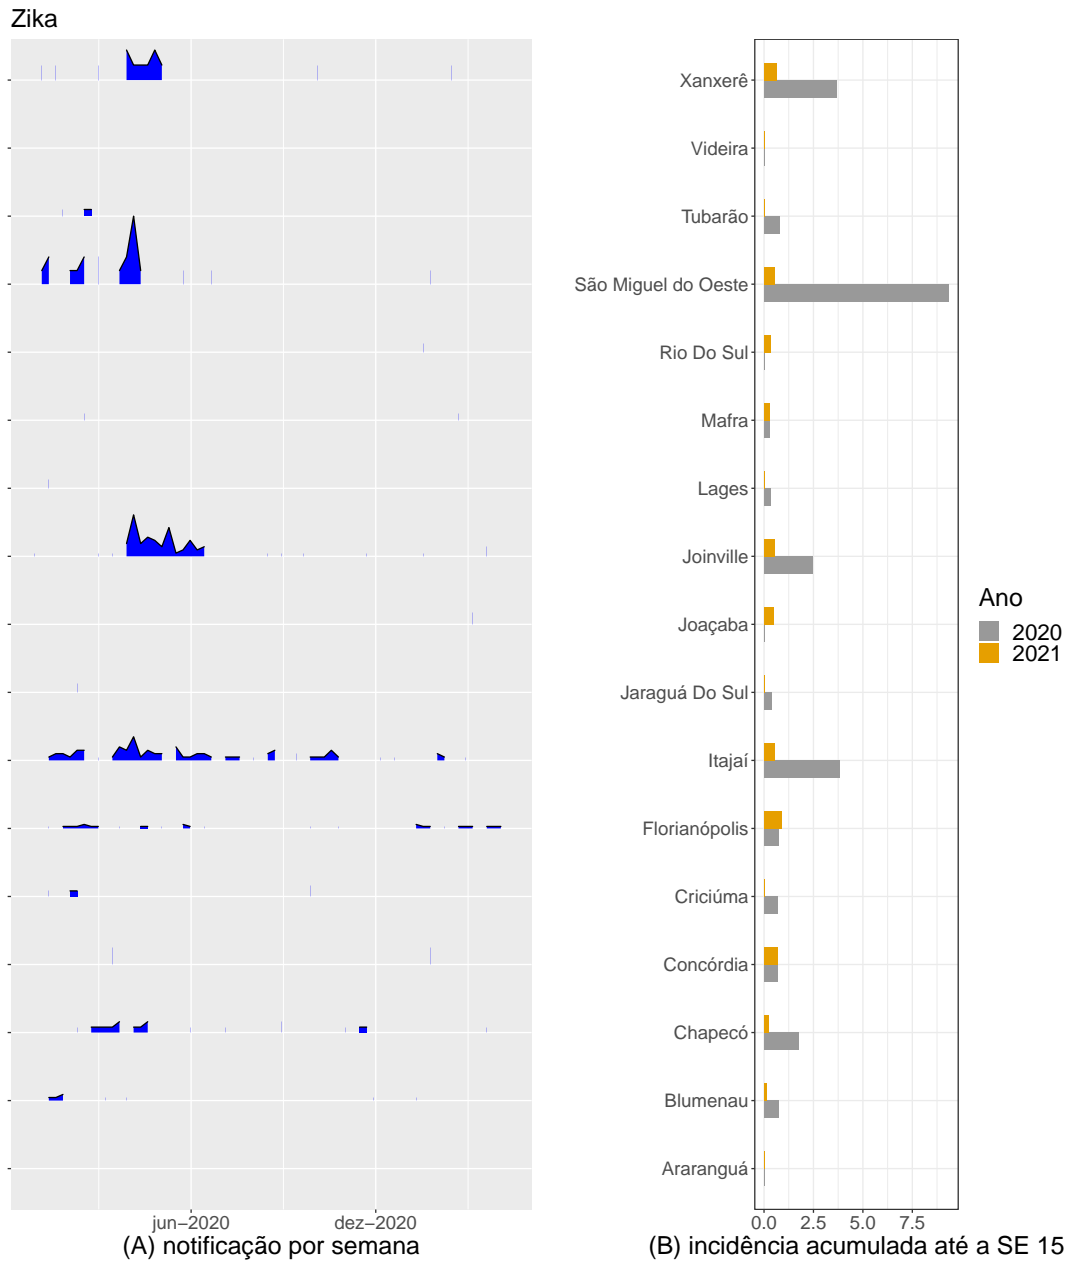 Zika
Xanxerê
Videira
Tubarão
São Miguel do Oeste
Rio Do Sul
Mafra
Lages
Joinville
Joaçaba
Jaraguá Do Sul
Itajaí
Florianópolis
Criciúma
Concórdia
Chapecó
Blumenau
Araranguá
Ano
2020
2021
jun−2020 dez−2020
(A) notificação por semana
0.0 2.5 5.0 7.5
(B) incidência acumulada até a SE 15